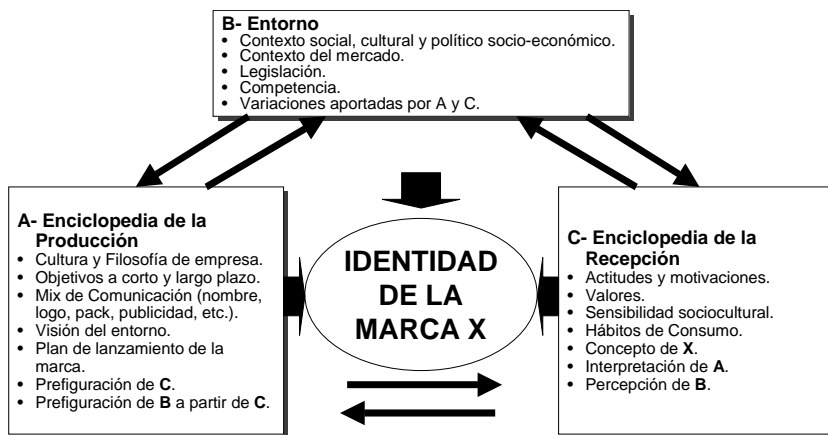 B- Entorno
• Contexto social, cultural y político socio-económico.
• Contexto del mercado.
• Legislación.
• Competencia.
• Variaciones aportadas por A y C.
A- Enciclopedia de la
Producción
• Cultura y Filosofía de empresa.
• Objetivos a corto y largo plazo.
• Mix de Comunicación (nombre,
logo, pack, publicidad, etc.).
• Visión del entorno.
• Plan de lanzamiento de la
marca.
• Prefiguración de C.
• Prefiguración de B a partir de C.
IDENTIDAD
DE LA
MARCA X
C- Enciclopedia de la
Recepción
• Actitudes y motivaciones.
• Valores.
• Sensibilidad sociocultural.
• Hábitos de Consumo.
• Concepto de X.
• Interpretación de A.
• Percepción de B.